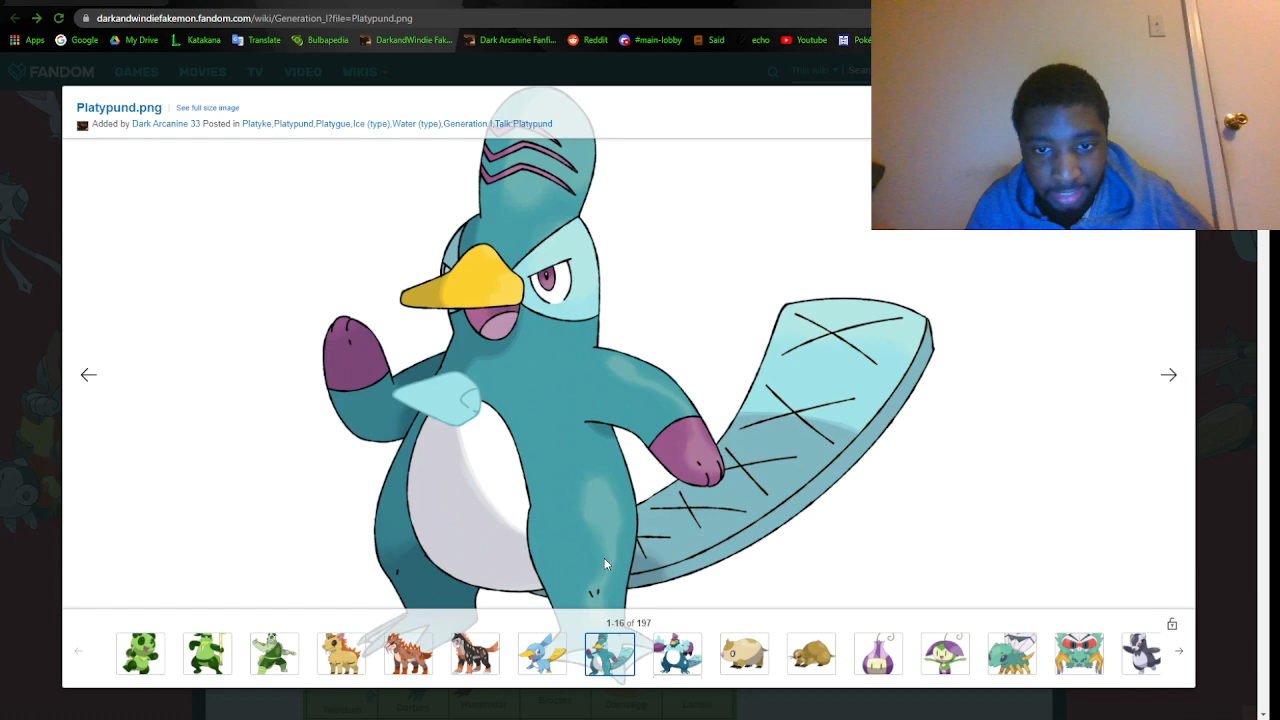 darkandwindiefakemon.fandom.com/wiki/Generation_I?file=Platypund.png
Apps Google My Drive Katakana Translate Bulbapedia DarkandWindie Fak... Dark Arcanine Fanfi... Reddit #main-lobby Said echo Youtube Poké
FANDOM GAMES MOVIES TV VIDEO WIKIS This wiki
Platypund.png See full size image
Added by Dark Arcanine 33 Posted in Platyke,Platypund,Platygue,Ice (type),Water (type),Generation I,Talk:Platypund
1-16 of 197